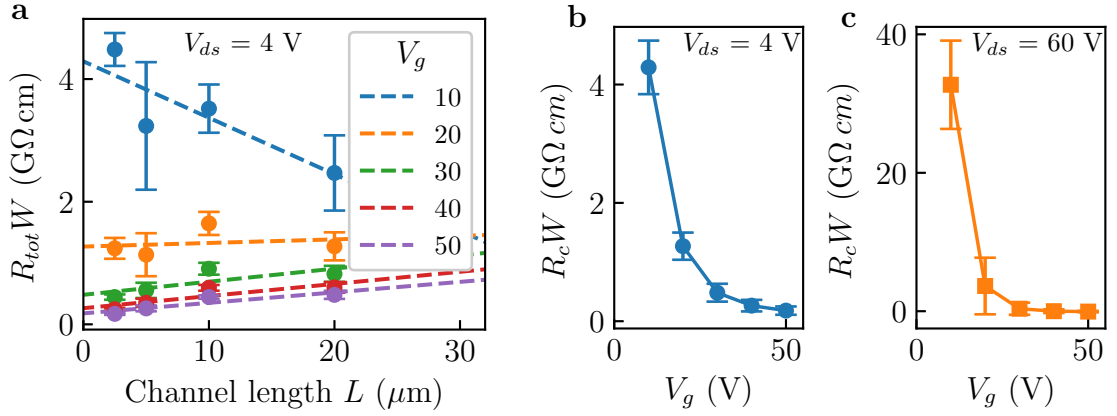 a
V_ds = 4 V
V_g
10
20
30
40
50
4
2
0
0
10
20
30
R_tot W (GΩ cm)
Channel length L (μm)
b
V_ds = 4 V
4
2
0
0
50
R_c W (GΩ cm)
V_g (V)
c
V_ds = 60 V
40
20
0
0
50
R_c W (GΩ cm)
V_g (V)